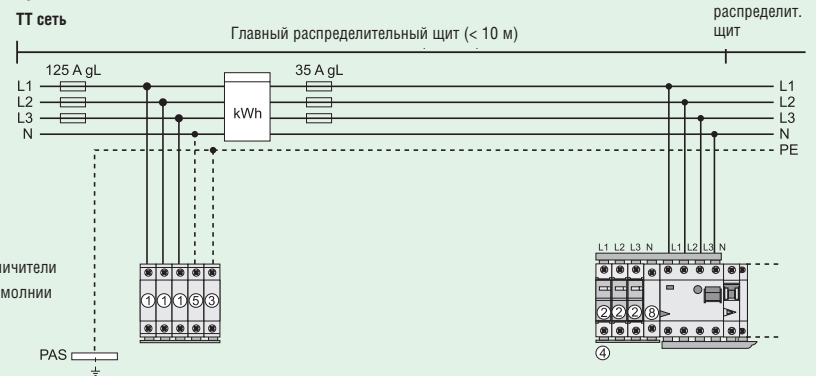 ТТ сеть
Главный распределительный щит (< 10 м)
распределит.
щит
125 A gL
35 A gL
L1
L2
L3
N
kWh
L1
L2
L3
N
PE
молнии
L1 L2 L3 N L1 L2 L3 N
1 1 1 5 3
2 2 2 8
4
PAS